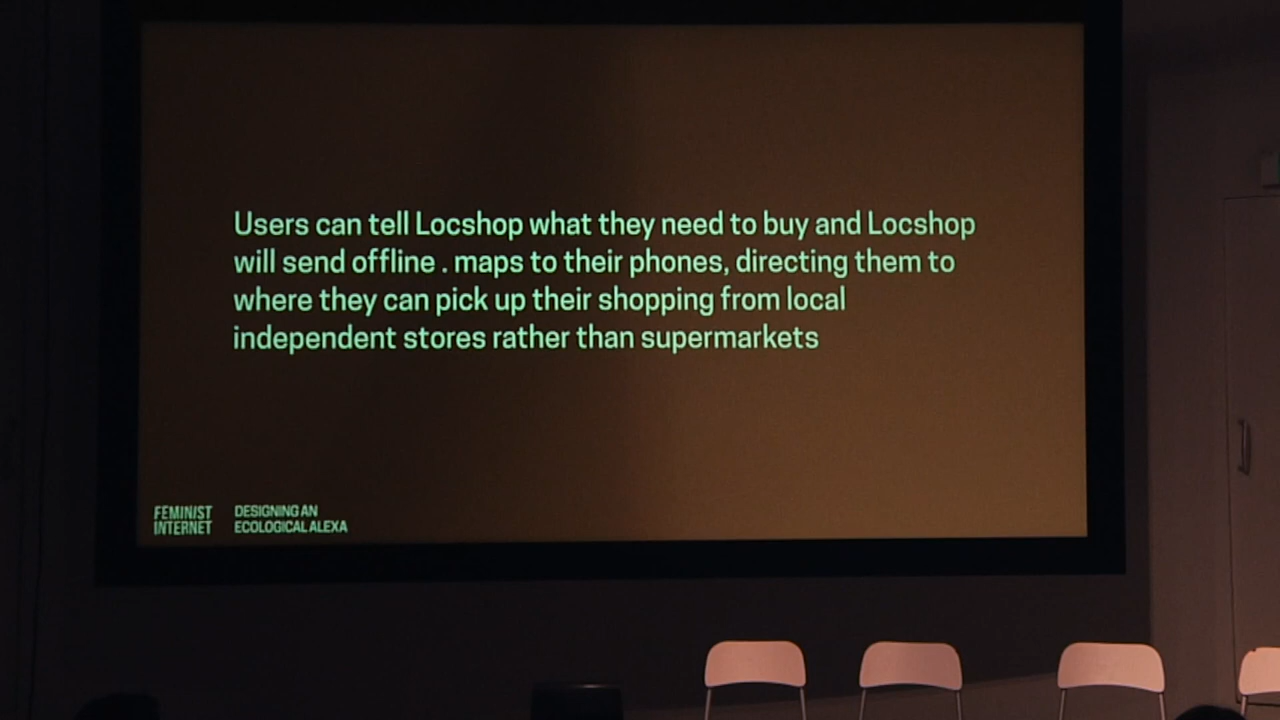 Users can tell Locshop what they need to buy and Locshop
will send offline . maps to their phones, directing them to
where they can pick up their shopping from local
independent stores rather than supermarkets
FEMINIST
INTERNET
DESIGNING AN
ECOLOGICAL ALEXA